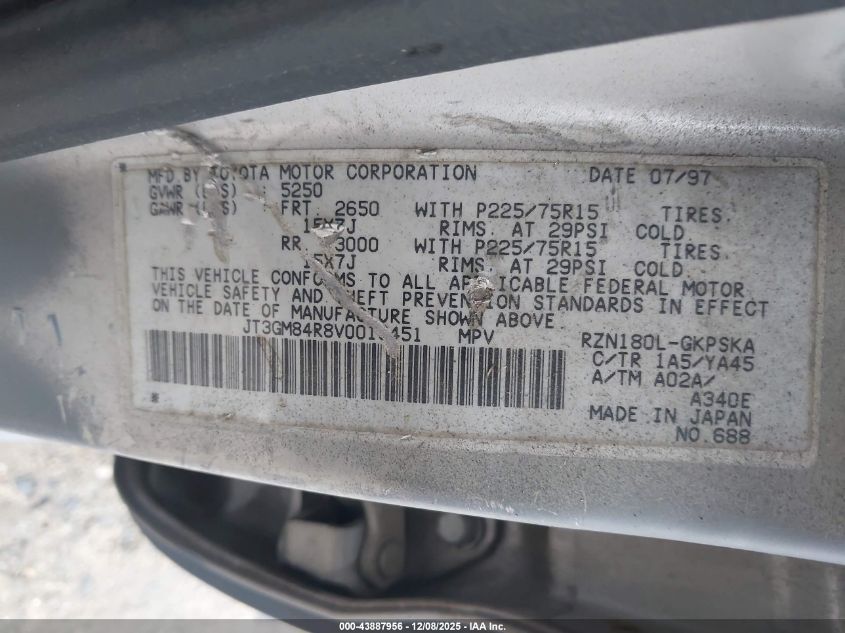 MFD. BY TOYOTA MOTOR CORPORATION DATE 07/97
GVWR 5250
GAWR FRT. 2650 WITH P225/75R15 TIRES.
15X7J RIMS. AT 29PSI COLD.
RR. 3000 WITH P225/75R15 TIRES.
15X7J RIMS. AT 29PSI COLD.
THIS VEHICLE CONFORMS TO ALL APPLICABLE FEDERAL MOTOR
VEHICLE SAFETY AND THEFT PREVENTION STANDARDS IN EFFECT
ON THE DATE OF MANUFACTURE SHOWN ABOVE.
MPV RZN180L-GKPSKA
C/TR 1A5/YA45
A/TM A02A/
A340E
MADE IN JAPAN
NO.688
000-43887956 | 12/08/2025 | IAA Inc.